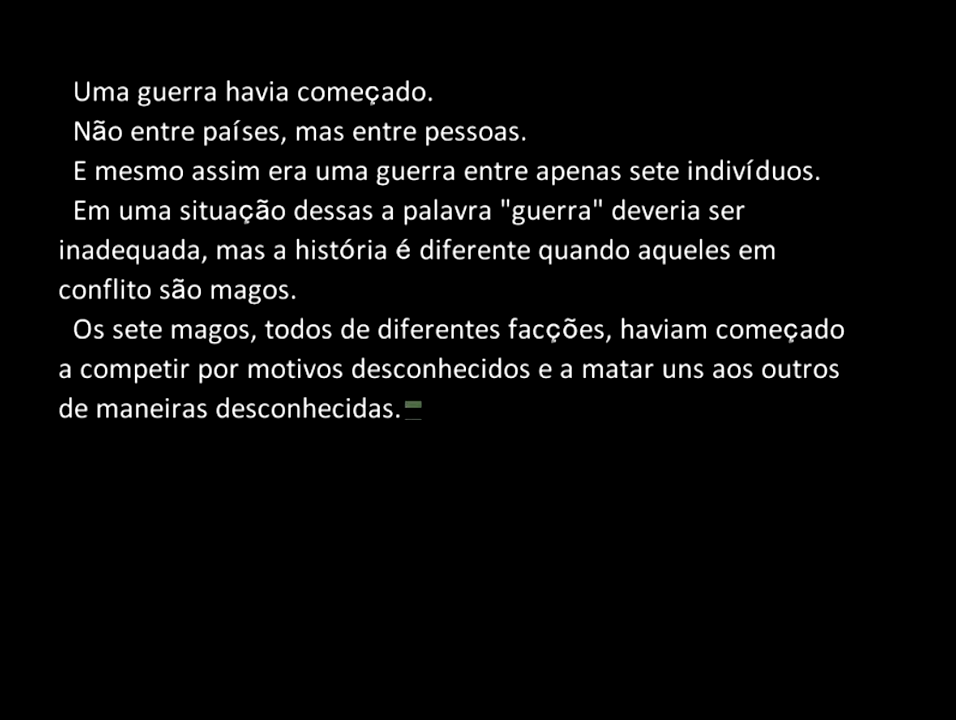 Uma guerra havia começado.
Não entre países, mas entre pessoas.
E mesmo assim era uma guerra entre apenas sete indivíduos.
Em uma situação dessas a palavra "guerra" deveria ser
inadequada, mas a história é diferente quando aqueles em
conflito são magos.
Os sete magos, todos de diferentes facções, haviam começado
a competir por motivos desconhecidos e a matar uns aos outros
de maneiras desconhecidas.